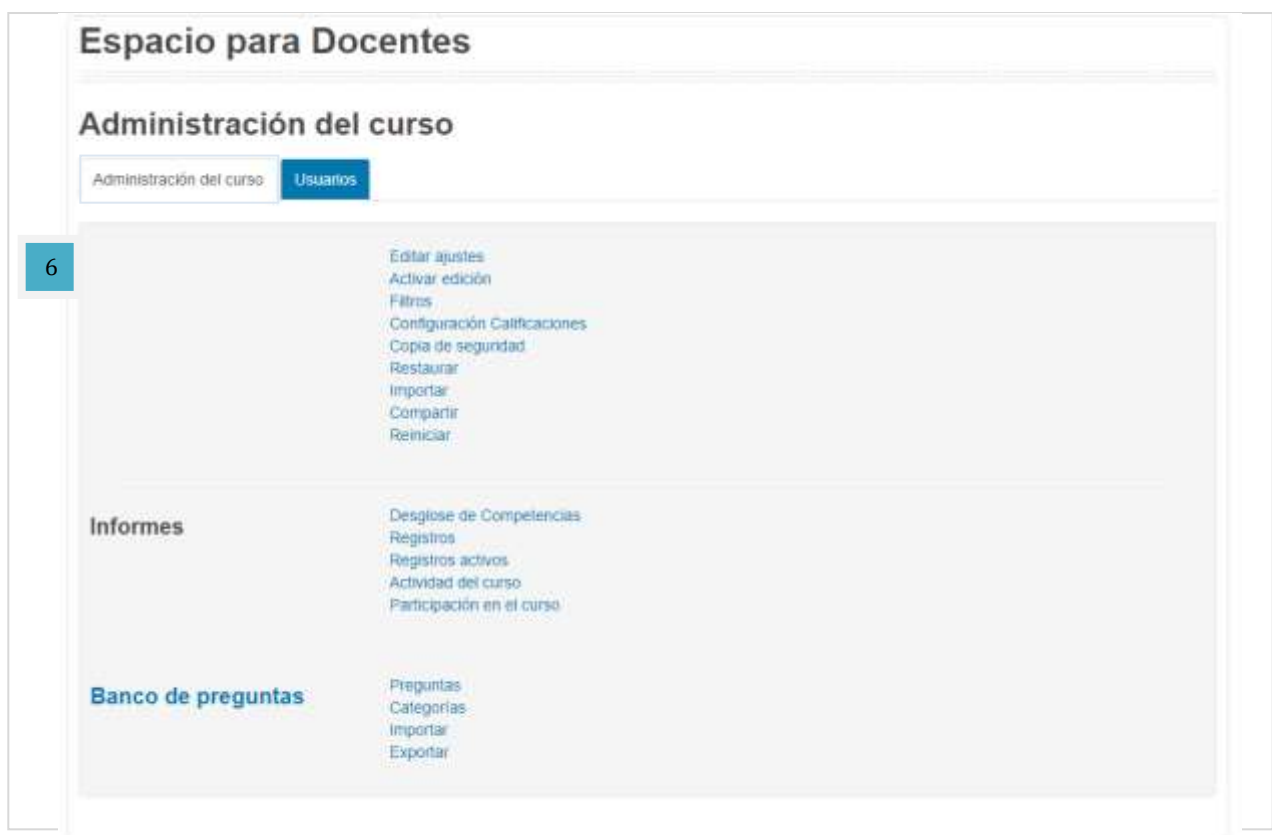 Espacio para Docentes
Administración del curso
Administración del curso Usuarios
6
Editar ajustes
Activar edición
Filtros
Configuración Calificaciones
Copia de seguridad
Restaurar
Importar
Compartir
Reiniciar
Informes
Desglose de Competencias
Registros
Registros activos
Actividad del curso
Participación en el curso
Banco de preguntas
Preguntas
Categorías
Importar
Exportar